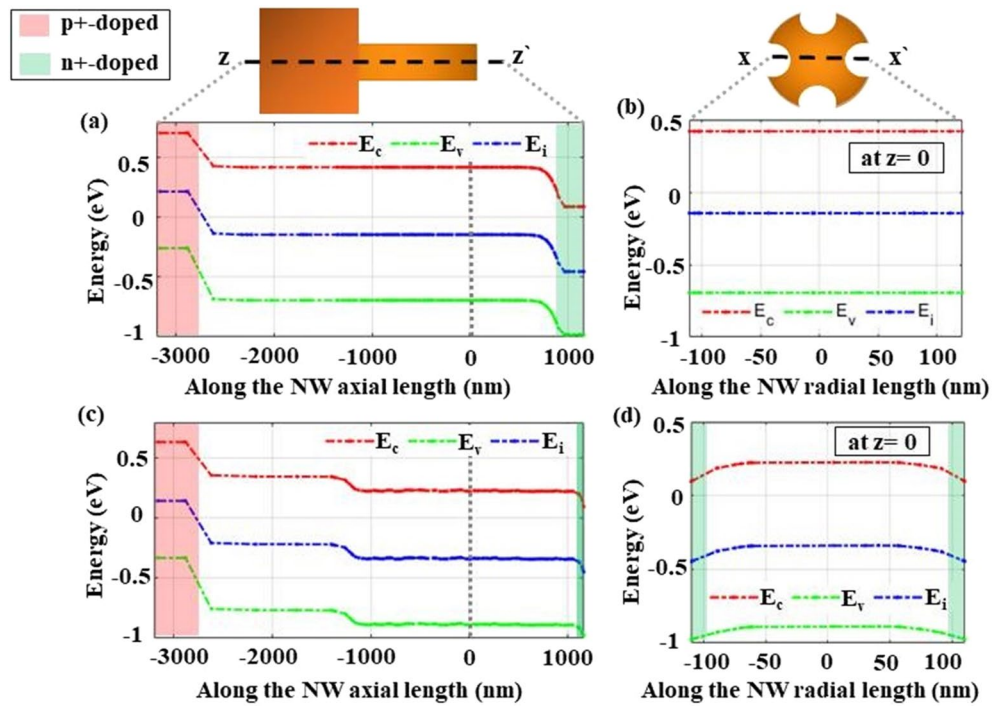 p+-doped
n+-doped
z z`
x x`
(a)
Ec Ev Ei
0.5
0
-0.5
-1
Energy (eV)
-3000 -2000 -1000 0 1000
Along the NW axial length (nm)
(b)
0.5
0
-0.5
-1
Energy (eV)
at z= 0
Ec Ev Ei
-100 -50 0 50 100
Along the NW radial length (nm)
(c)
Ec Ev Ei
0.5
0
-0.5
-1
Energy (eV)
-3000 -2000 -1000 0 1000
Along the NW axial length (nm)
(d)
0.5
0
-0.5
-1
Energy (eV)
at z= 0
Ec Ev Ei
-100 -50 0 50 100
Along the NW radial length (nm)